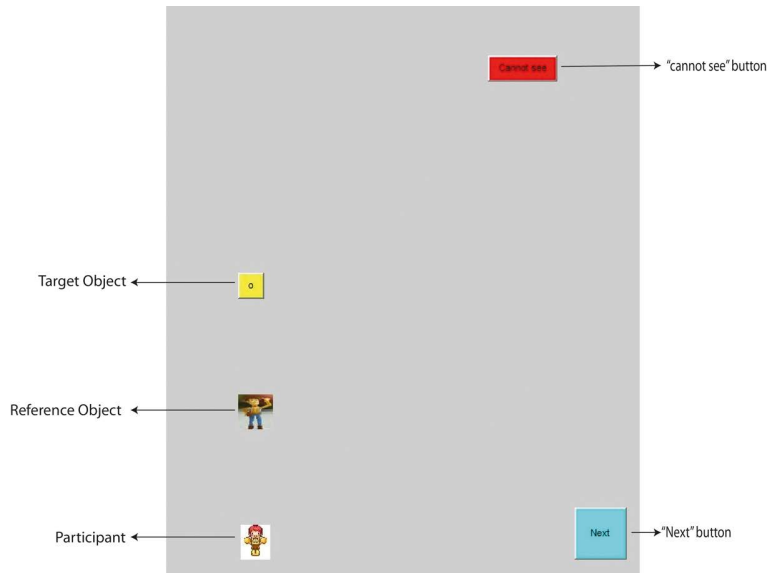 Cannot see
"cannot see" button
Target Object
o
Reference Object
Participant
Next
"Next" button